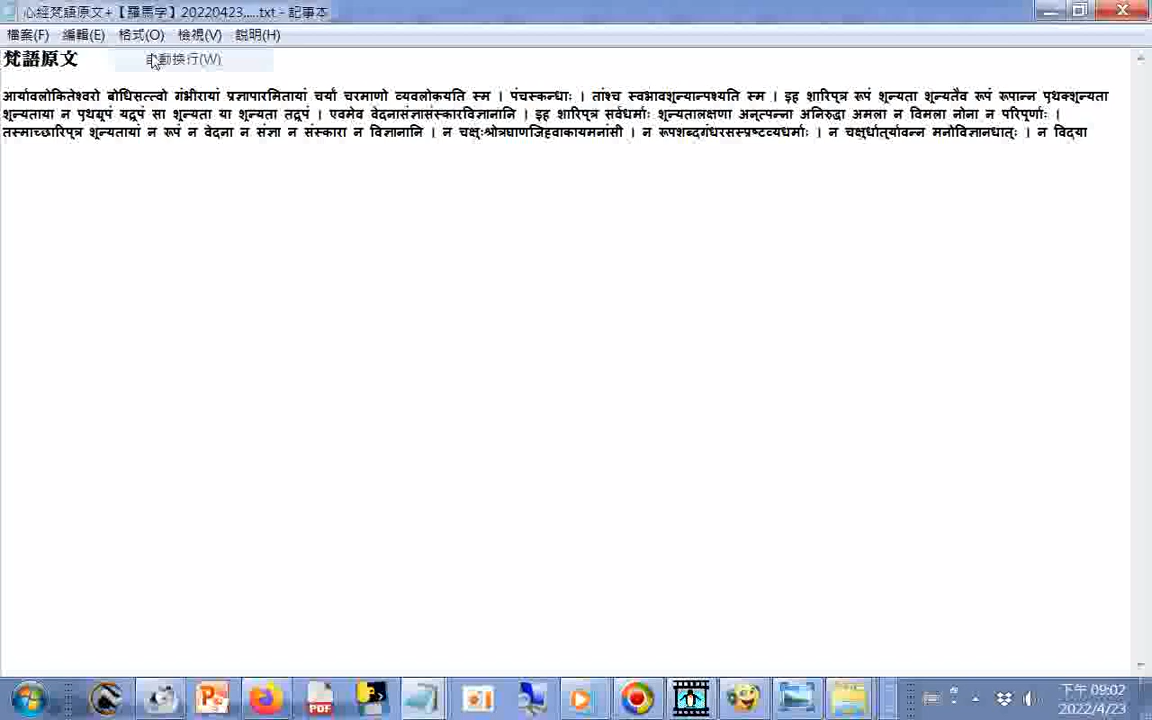 心經梵語原文+【羅馬字】20220423,....txt - 記事本
檔案(F) 編輯(E) 格式(O) 檢視(V) 說明(H)
梵語原文 自動換行(W)
आर्यावलोकितेश्वरो बोधिसत्त्वो गंभीरायां प्रज्ञापारमितायां चर्यां चरमाणो व्यवलोकयति स्म । पंचस्कन्धाः । तांश्च स्वभावशून्यान्पश्यति स्म । इह शारिपुत्र रूपं शून्यता शून्यतैव रूपं रूपान्न पृथक्शून्यता
शून्यताया न पृथग्रूपं यद्रूपं सा शून्यता या शून्यता तद्रूपं । एवमेव वेदनासंज्ञासंस्कारविज्ञानानि । इह शारिपुत्र सर्वधर्माः शून्यतालक्षणा अनुत्पन्ना अनिरुद्धा अमला न विमला नोना न परिपूर्णाः ।
तस्माच्छारिपुत्र शून्यतायां न रूपं न वेदना न संज्ञा न संस्कारा न विज्ञानानि । न चक्षुःश्रोत्रघ्राणजिह्वाकायमनांसी । न रूपशब्दगंधरसस्प्रष्टव्यधर्माः । न चक्षुर्धातुर्यावन्न मनोविज्ञानधातुः । न विद्या
PDF
下午 09:02
2022/4/23